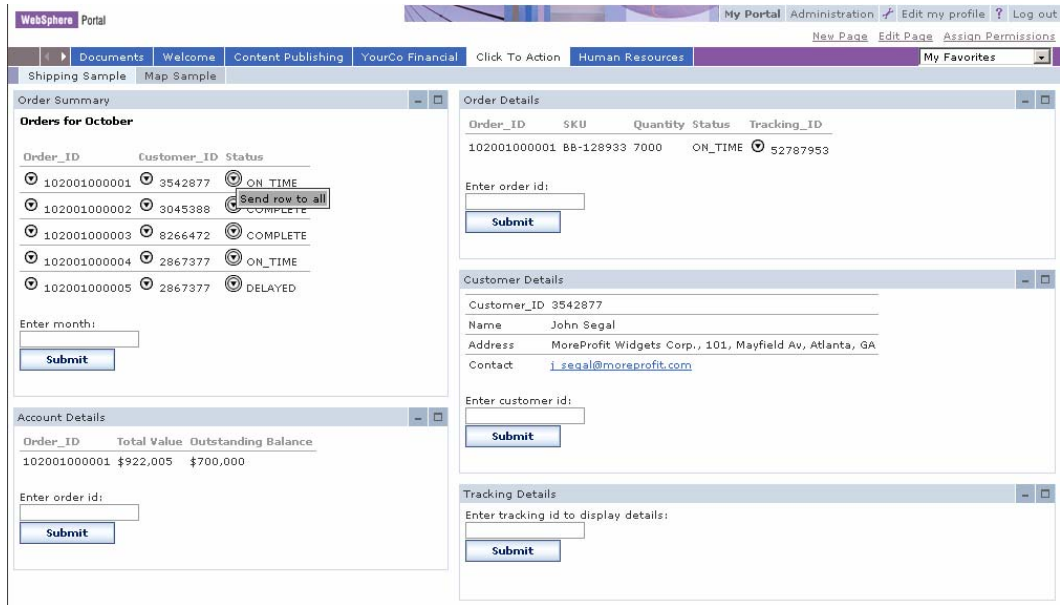 WebSphere Portal
My Portal Administration Edit my profile ? Log out
New Page Edit Page Assign Permissions
Documents Welcome Content Publishing YourCo Financial Click To Action Human Resources My Favorites
Shipping Sample Map Sample
Order Summary
Orders for October
Order_ID Customer_ID Status
102001000001 3542877 ON_TIME
Send row to all
102001000002 3045388 COMPLETE
102001000003 8266472 COMPLETE
102001000004 2867377 ON_TIME
102001000005 2867377 DELAYED
Enter month:
Submit
Account Details
Order_ID Total Value Outstanding Balance
102001000001 $922,005 $700,000
Enter order id:
Submit
Order Details
Order_ID SKU Quantity Status Tracking_ID
102001000001 BB-128933 7000 ON_TIME 52787953
Enter order id:
Submit
Customer Details
Customer_ID 3542877
Name John Segal
Address MoreProfit Widgets Corp., 101, Mayfield Av, Atlanta, GA
Contact j_segal@moreprofit.com
Enter customer id:
Submit
Tracking Details
Enter tracking id to display details:
Submit